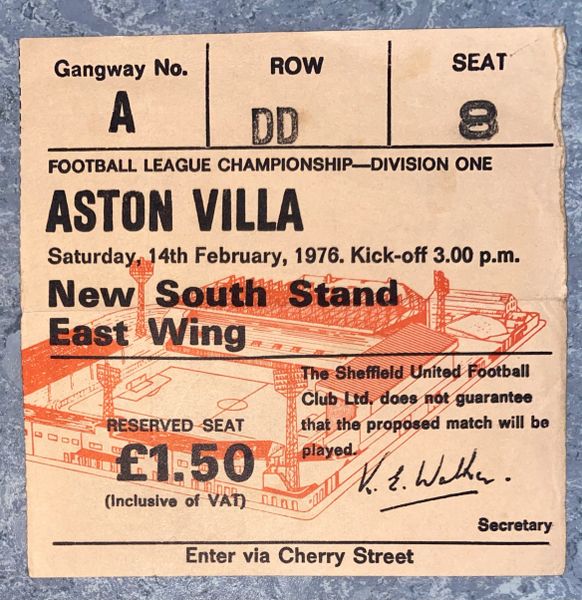 Gangway No. ROW SEAT
A DD 8
FOOTBALL LEAGUE CHAMPIONSHIP—DIVISION ONE
ASTON VILLA
Saturday, 14th February, 1976. Kick-off 3.00 p.m.
New South Stand
East Wing
The Sheffield United Football
Club Ltd. does not guarantee
that the proposed match will be
played.
RESERVED SEAT
£1.50
(Inclusive of VAT)
K. E. Walker.
Secretary
Enter via Cherry Street